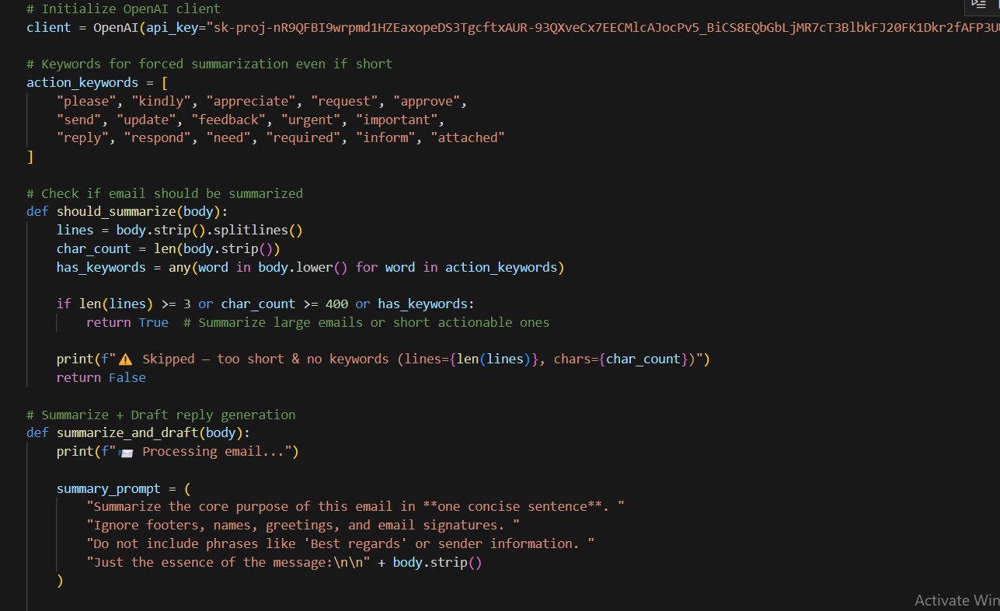 # Initialize OpenAI client
client = OpenAI(api_key="
# Keywords for forced summarization even if short
action_keywords = [
"please", "kindly", "appreciate", "request", "approve",
"send", "update", "feedback", "urgent", "important",
"reply", "respond", "need", "required", "inform", "attached"
]
# Check if email should be summarized
def should_summarize(body):
lines = body.strip().splitlines()
char_count = len(body.strip())
has_keywords = any(word in body.lower() for word in action_keywords)
if len(lines) >= 3 or char_count >= 400 or has_keywords:
return True  # Summarize large emails or short actionable ones
print(f"⚠️ Skipped — too short & no keywords (lines={len(lines)}, chars={char_count})")
return False
# Summarize + Draft reply generation
def summarize_and_draft(body):
print(f"📨 Processing email...")
summary_prompt = (
"Summarize the core purpose of this email in **one concise sentence**. "
"Ignore footers, names, greetings, and email signatures. "
"Do not include phrases like 'Best regards' or sender information. "
"Just the essence of the message:\n\n" + body.strip()
)
Activate Win